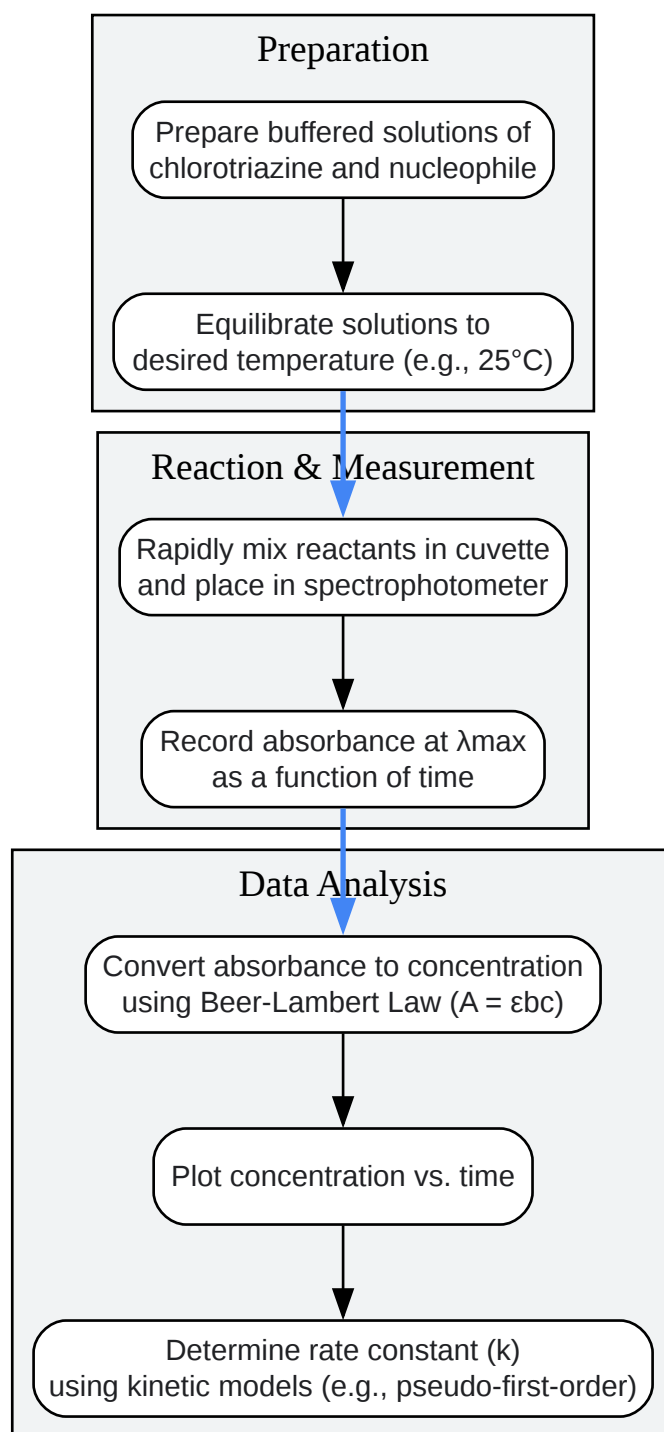 Preparation
Prepare buffered solutions of
chlorotriazine and nucleophile
Equilibrate solutions to
desired temperature (e.g., 25°C)
Reaction & Measurement
Rapidly mix reactants in cuvette
and place in spectrophotometer
Record absorbance at λmax
as a function of time
Data Analysis
Convert absorbance to concentration
using Beer-Lambert Law (A = εbc)
Plot concentration vs. time
Determine rate constant (k)
using kinetic models (e.g., pseudo-first-order)